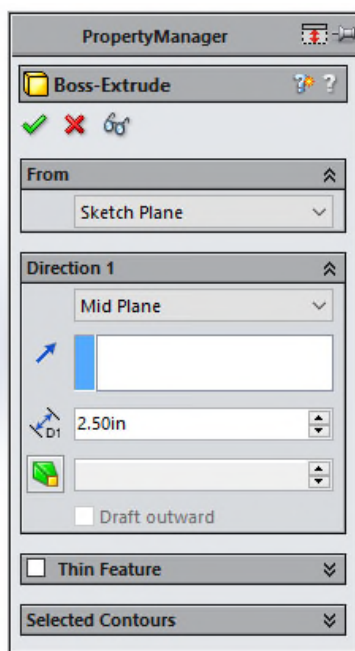 PropertyManager
Boss-Extrude ? ?
From
Sketch Plane
Direction 1
Mid Plane
D1 2.50in
Draft outward
Thin Feature
Selected Contours